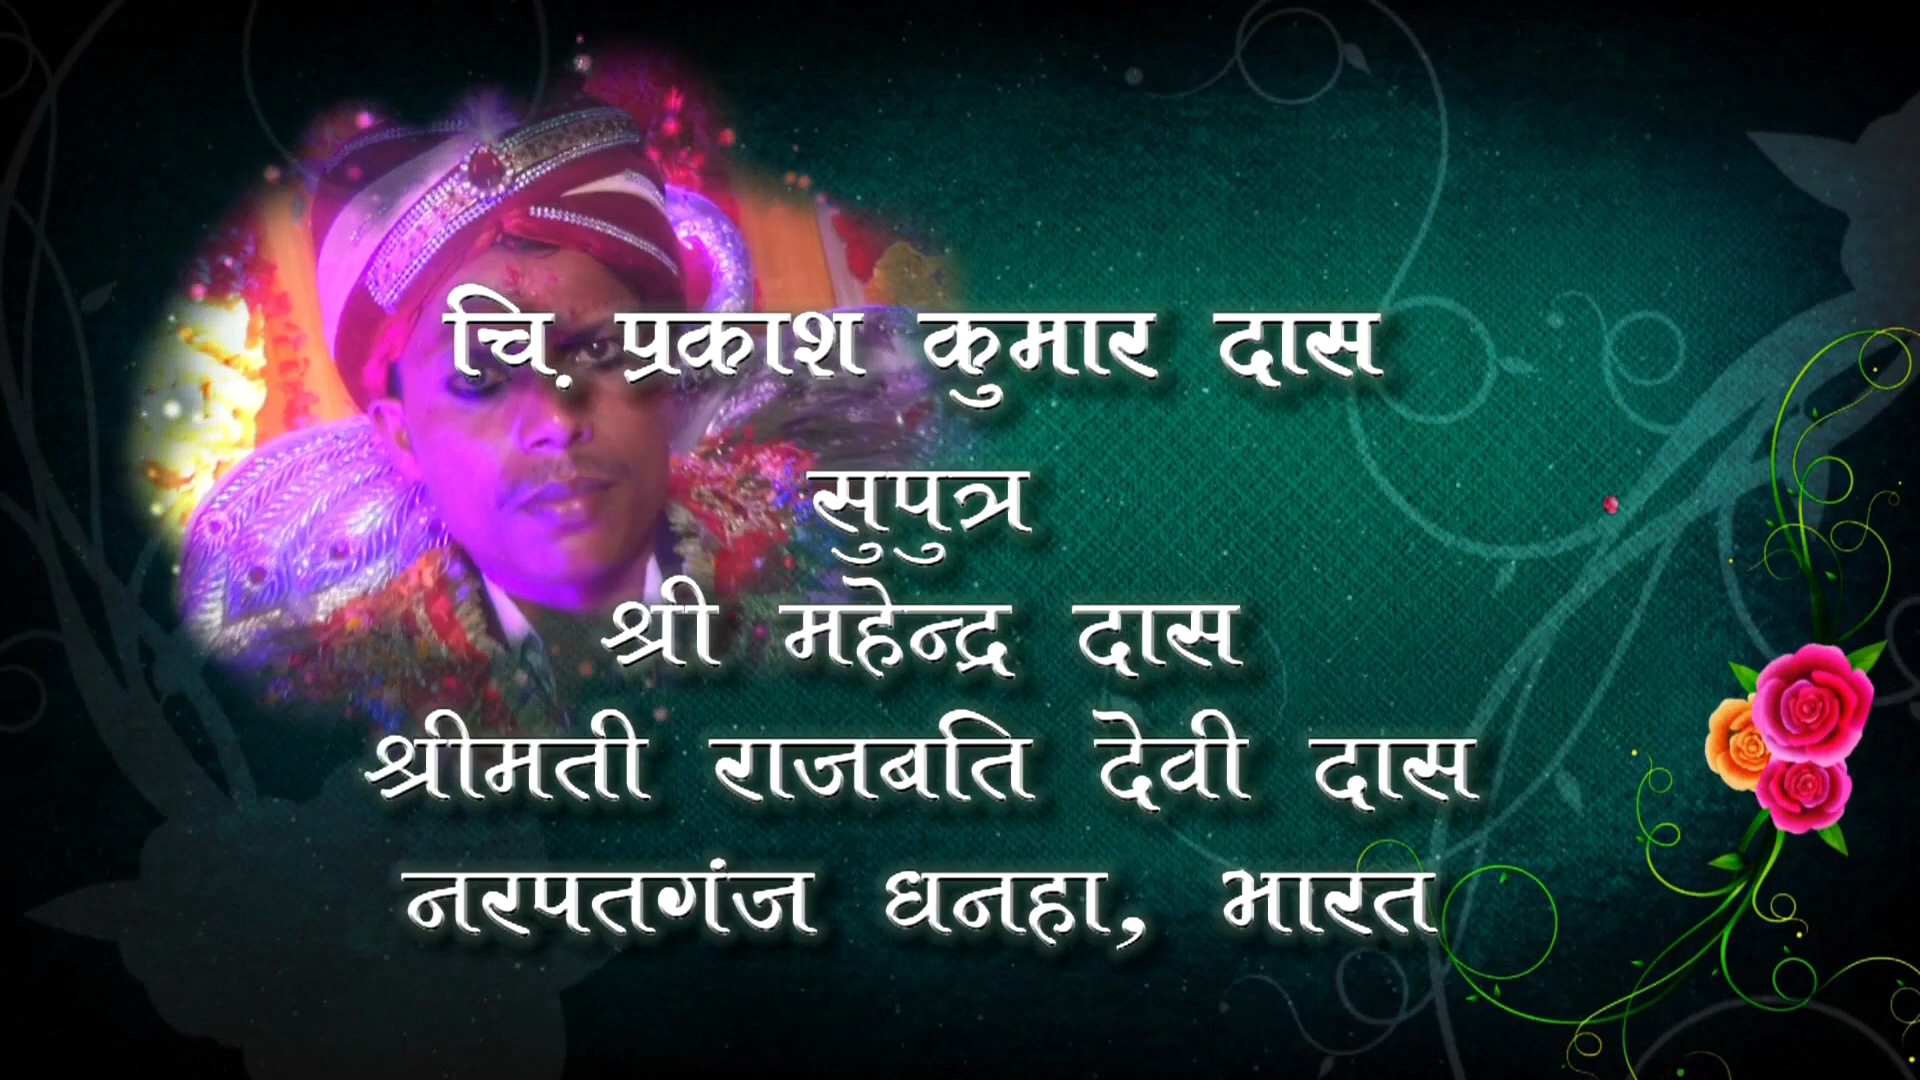 चि. प्रकाश कुमार दास
सुपुत्र
श्री महेन्द्र दास
श्रीमती राजबति देवी दास
नरपतगंज धनहा, भारत